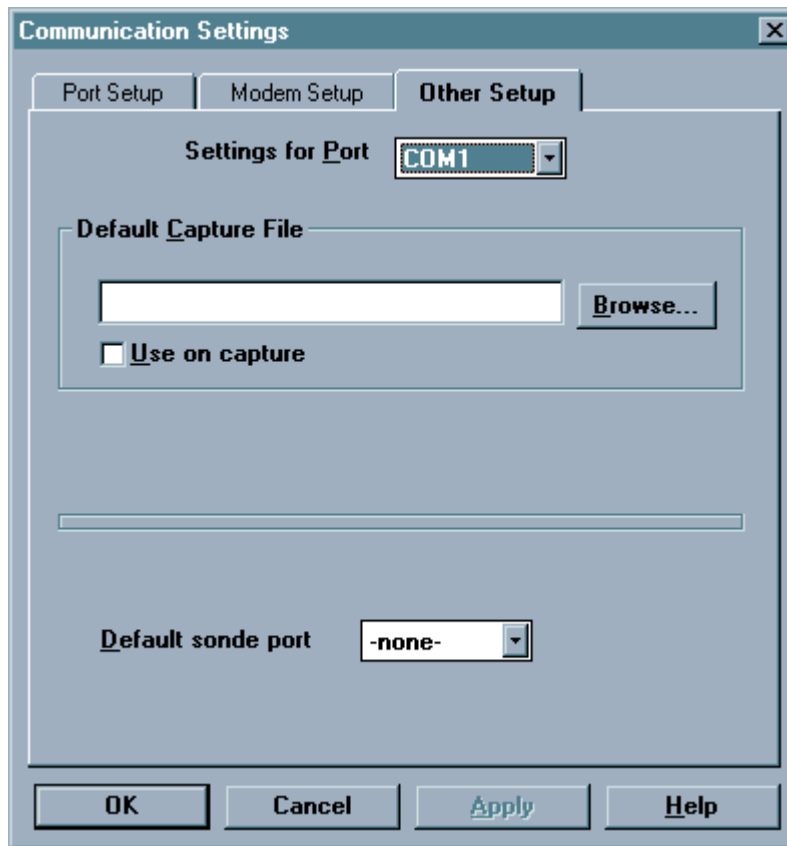 Communication Settings
Port Setup Modem Setup Other Setup
Settings for Port COM1
Default Capture File
Browse...
Use on capture
Default sonde port -none-
OK Cancel Apply Help